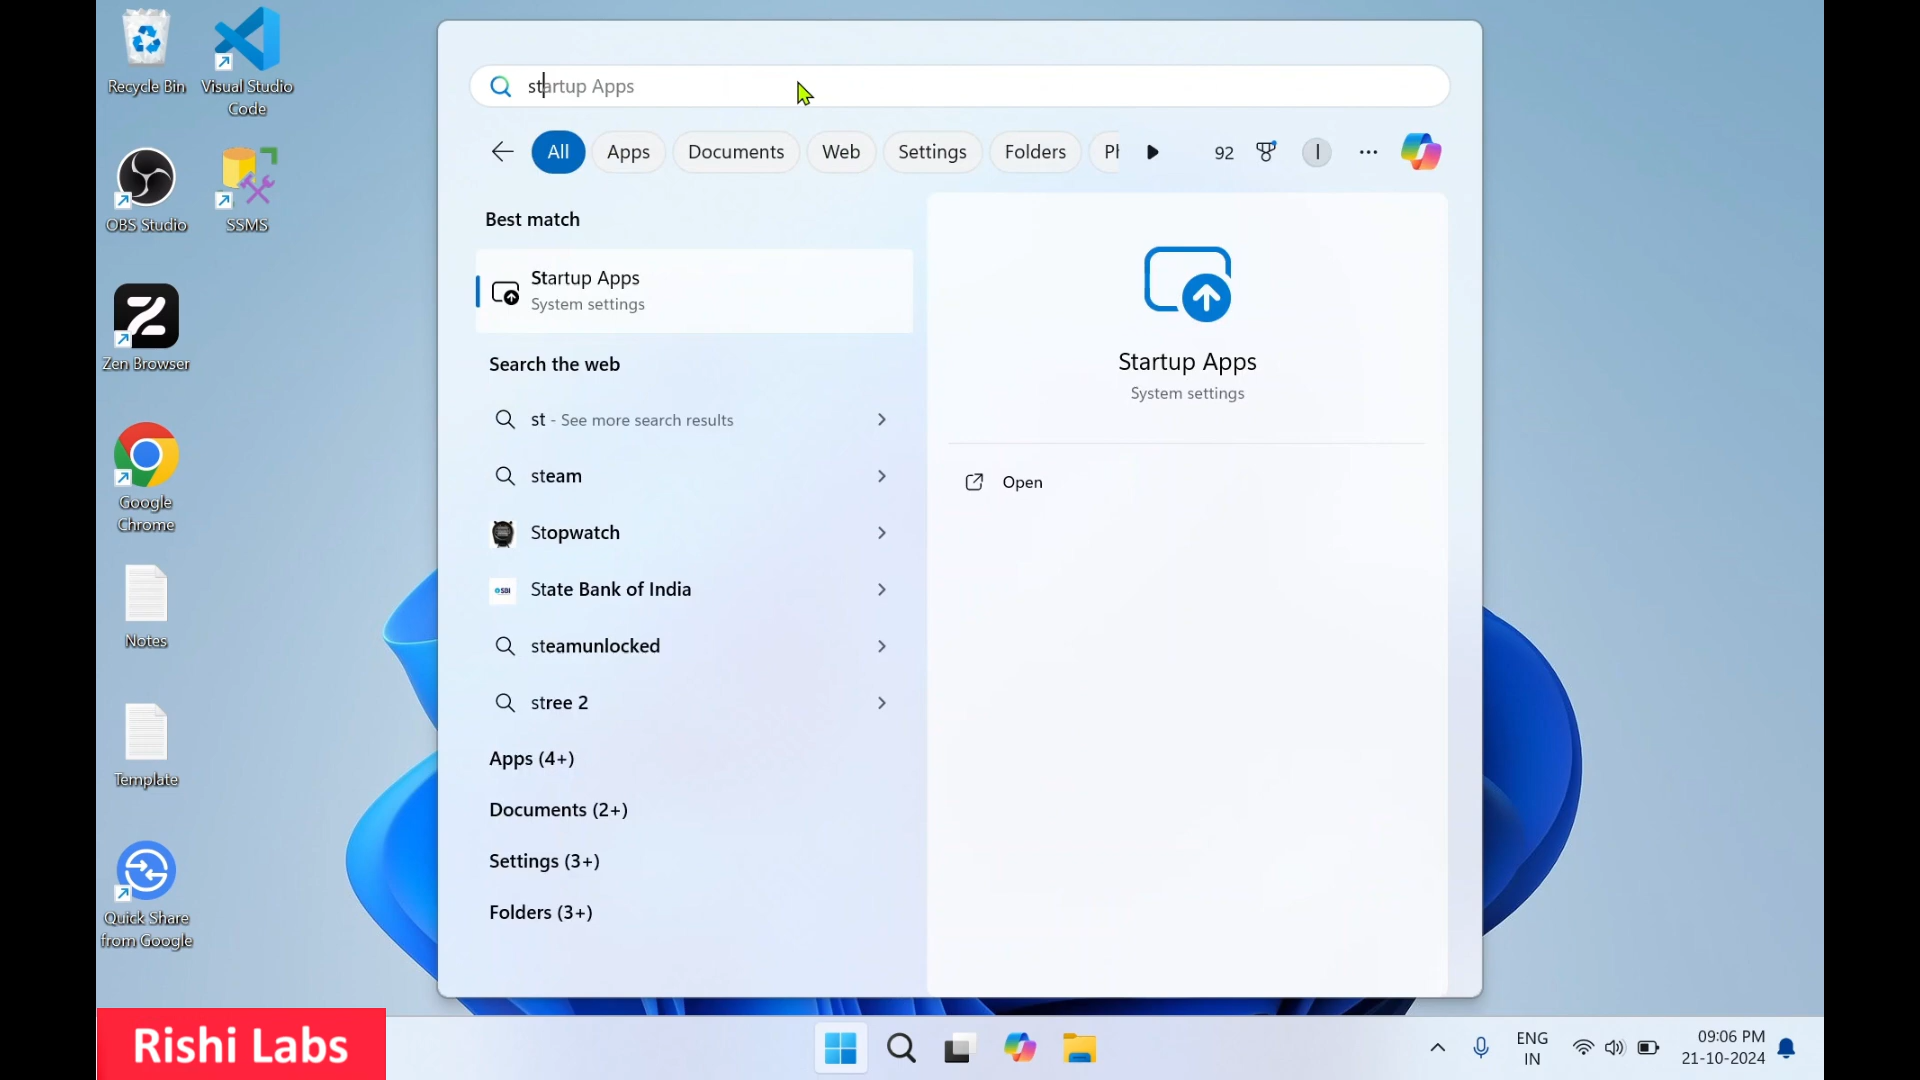 Recycle Bin
Visual Studio
Code
OBS Studio
SSMS
Zen Browser
Google
Chrome
Notes
Template
Quick Share
from Google
startup Apps
All
Apps
Documents
Web
Settings
Folders
92
I
Best match
Startup Apps
System settings
Search the web
st - See more search results
steam
Stopwatch
SBI
State Bank of India
steamunlocked
stree 2
Apps (4+)
Documents (2+)
Settings (3+)
Folders (3+)
Startup Apps
System settings
Open
Rishi Labs
ENG
IN
09:06 PM
21-10-2024